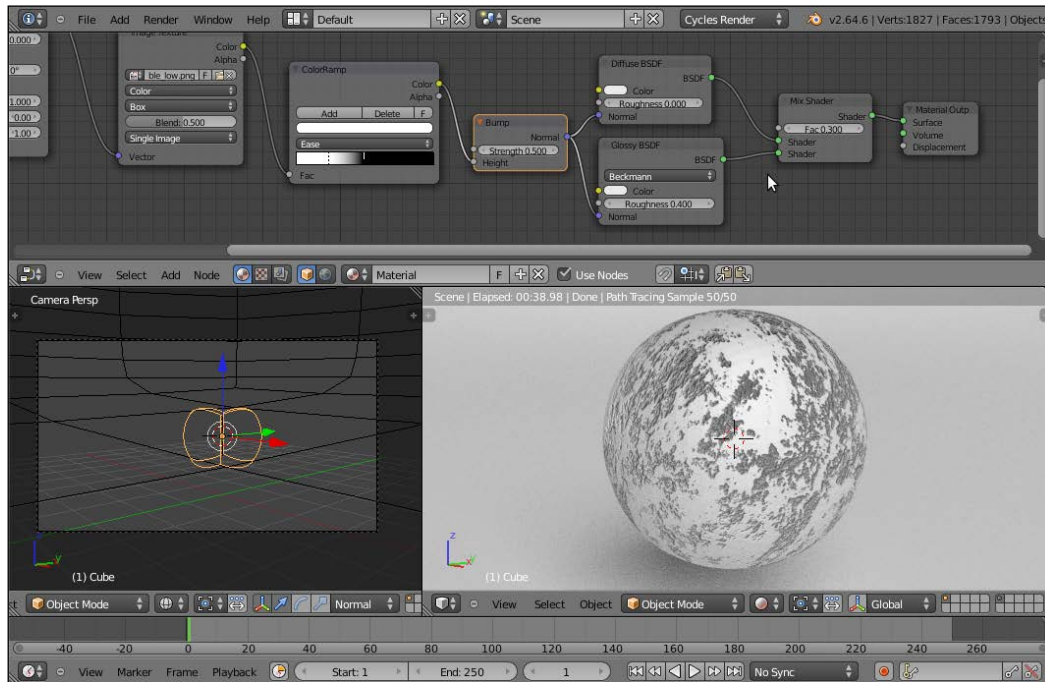 File Add Render Window Help Default Scene Cycles Render v2.64.6 | Verts:1827 | Faces:1793 | Objects
0.000
0°
1.000
0.00
1.00
Image Texture
Color
Alpha
ble_low.png F
Color
Box
Blend: 0.500
Single Image
Vector
ColorRamp
Color
Alpha
Add Delete F
Ease
Fac
Bump
Normal
Strength 0.500
Height
Diffuse BSDF
BSDF
Color
Roughness 0.000
Normal
Glossy BSDF
BSDF
Beckmann
Color
Roughness 0.400
Normal
Mix Shader
Shader
Fac 0.300
Shader
Shader
Material Outp
Surface
Volume
Displacement
View Select Add Node Material F Use Nodes
Camera Persp
z
y
(1) Cube
Object Mode Normal
Scene | Elapsed: 00:38.98 | Done | Path Tracing Sample 50/50
z
x
(1) Cube
View Select Object Object Mode Global
-40 -20 0 20 40 60 80 100 120 140 160 180 200 220 240 260
View Marker Frame Playback Start: 1 End: 250 1 No Sync